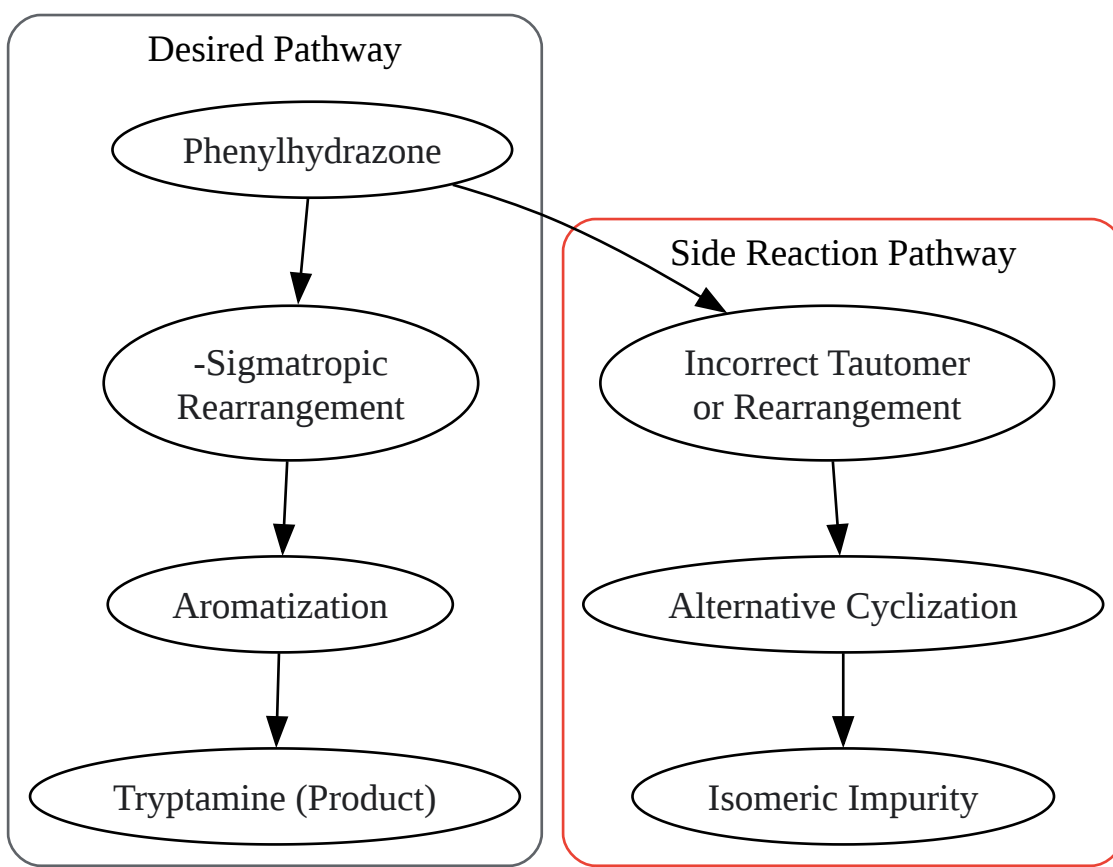 Desired Pathway
Phenylhydrazone
-Sigmatropic
Rearrangement
Aromatization
Tryptamine (Product)
Side Reaction Pathway
Incorrect Tautomer
or Rearrangement
Alternative Cyclization
Isomeric Impurity